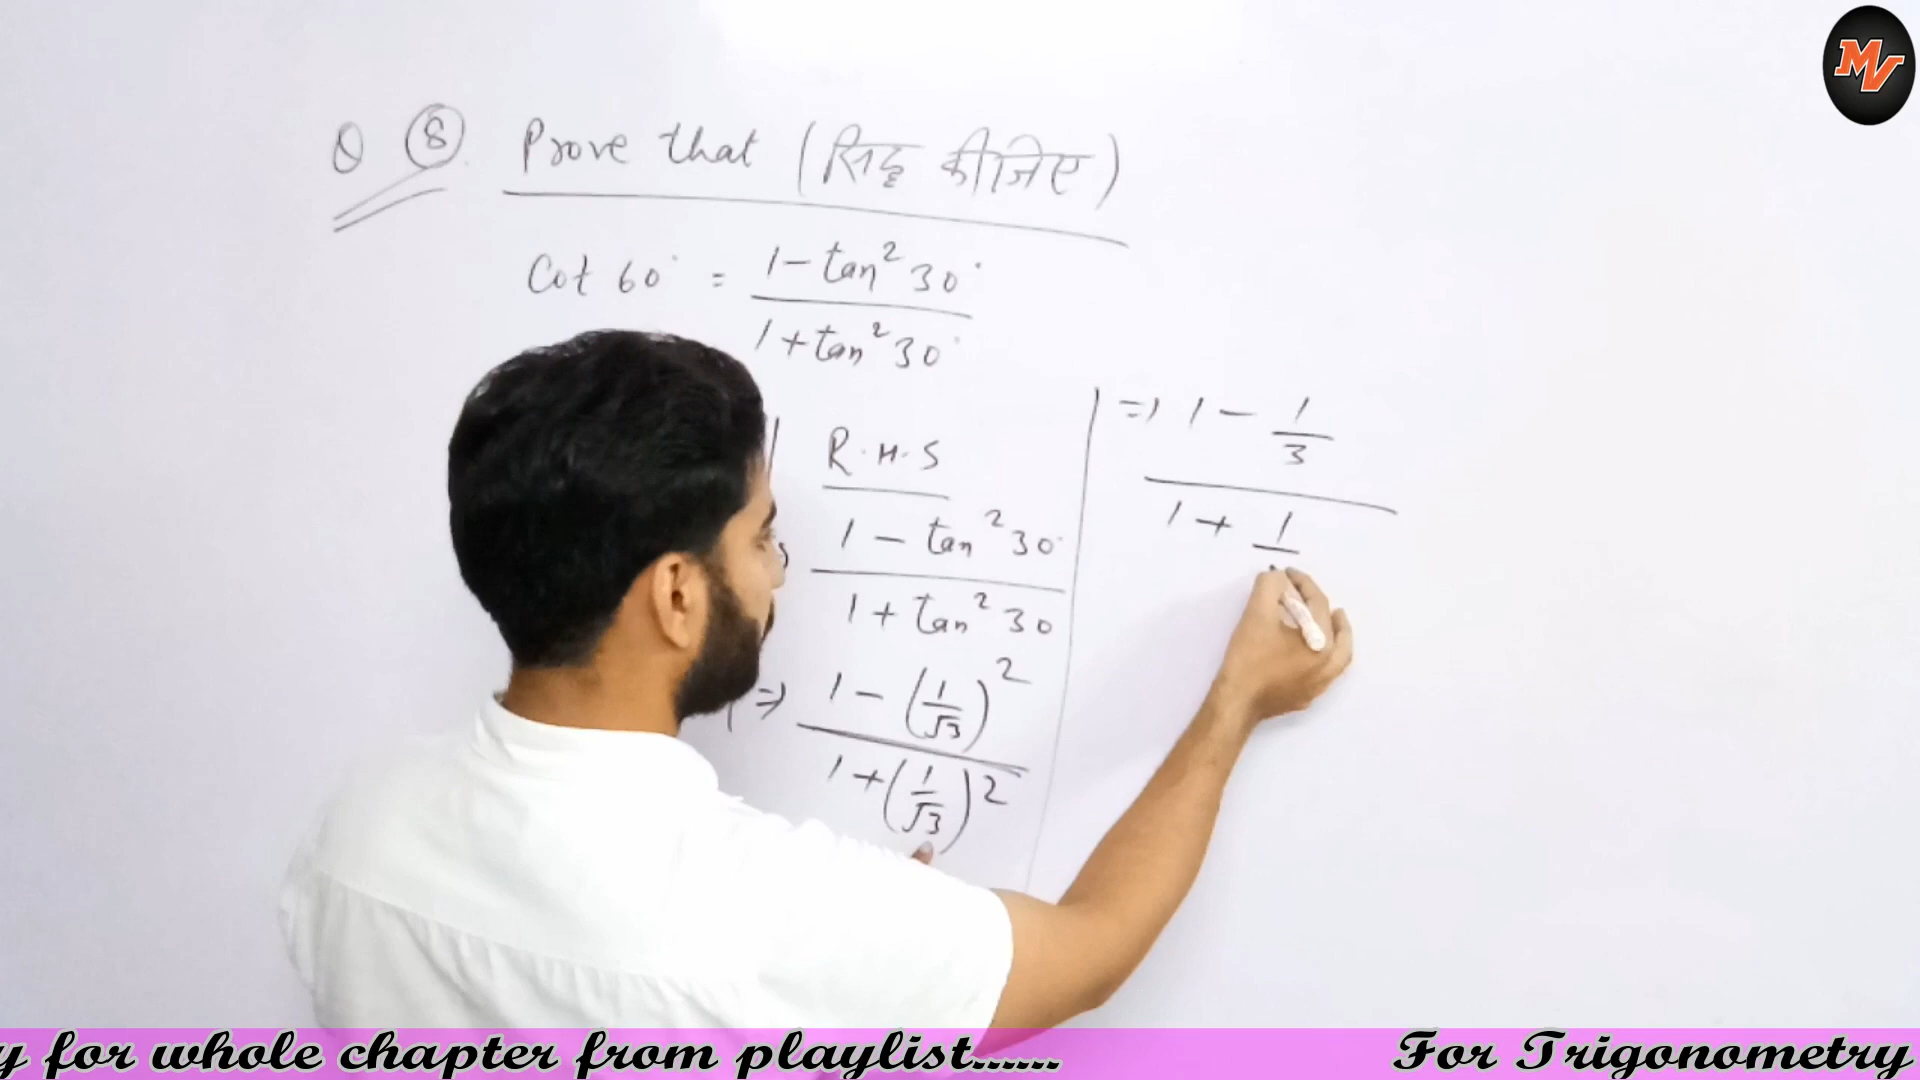 Q 8. Prove that (सिद्ध कीजिए)
Cot 60° = 1 - tan² 30° / 1 + tan² 30°
R.H.S
1 - tan² 30° / 1 + tan² 30
=> 1 - (1/√3)² / 1 + (1/√3)²
=> 1 - 1/3 / 1 + 1/
MV
y for whole chapter from playlist...... For Trigonometry